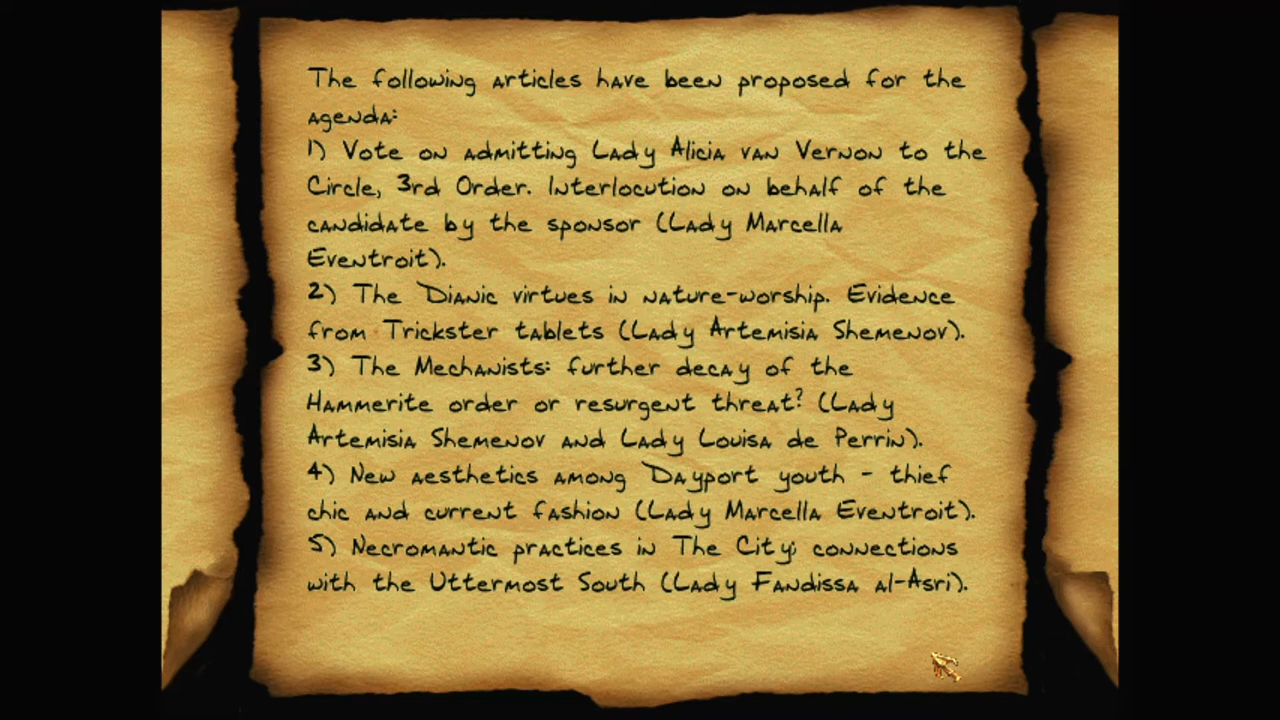 The following articles have been proposed for the
agenda:
1) Vote on admitting Lady Alicia van Vernon to the
Circle, 3rd Order. Interlocution on behalf of the
candidate by the sponsor (Lady Marcella
Eventroit).
2) The Dianic virtues in nature-worship. Evidence
from Trickster tablets (Lady Artemisia Shemenov).
3) The Mechanists: further decay of the
Hammerite order or resurgent threat? (Lady
Artemisia Shemenov and Lady Louisa de Perrin).
4) New aesthetics among Dayport youth - thief
chic and current fashion (Lady Marcella Eventroit).
5) Necromantic practices in The City; connections
with the Uttermost South (Lady Fandissa al-Asri).